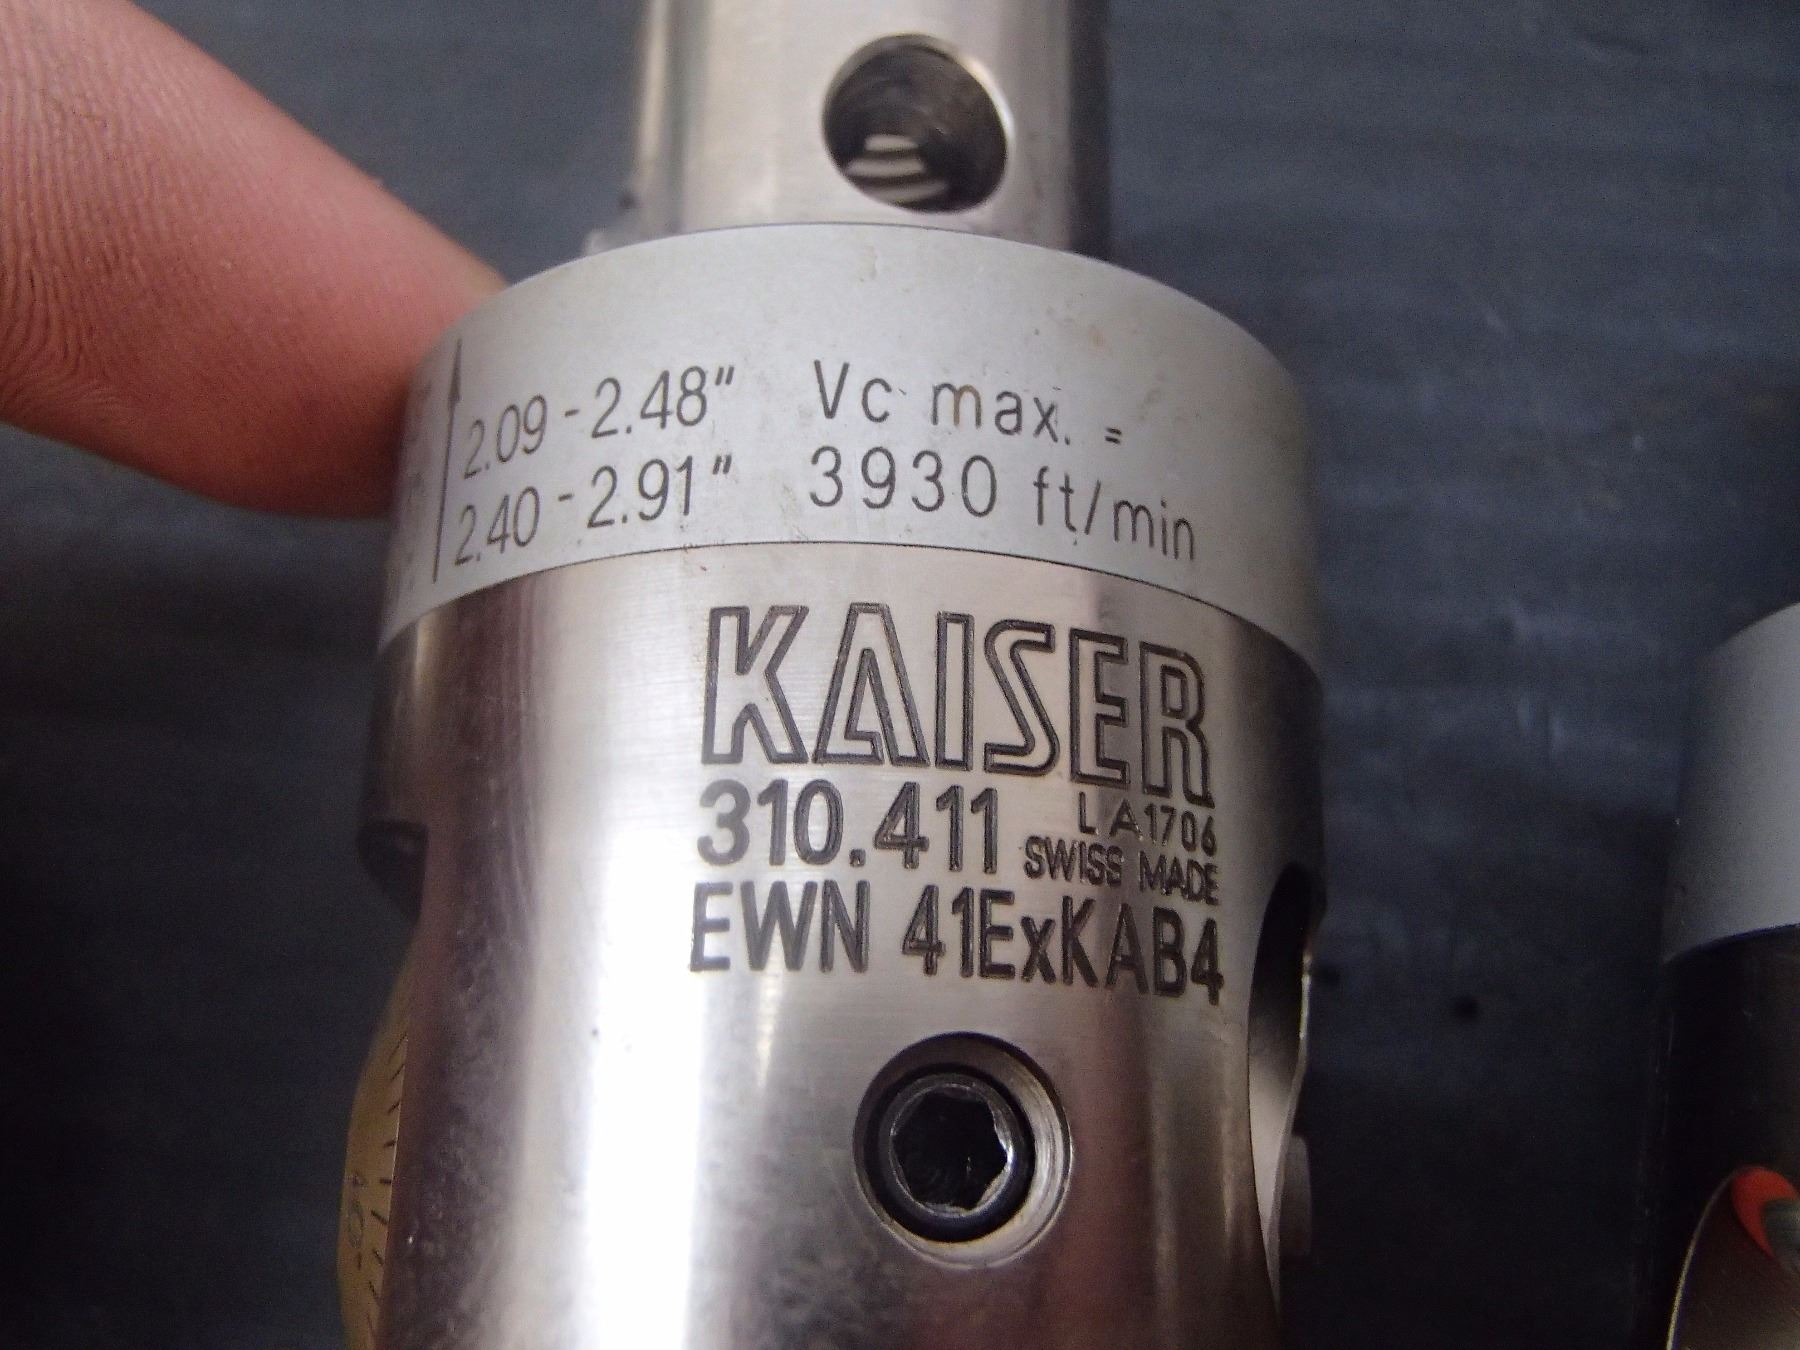 2.09 - 2.48" Vc max. =
2.40 - 2.91" 3930 ft/min
KAISER
310.411 LA1706
SWISS MADE
EWN 41ExKAB4